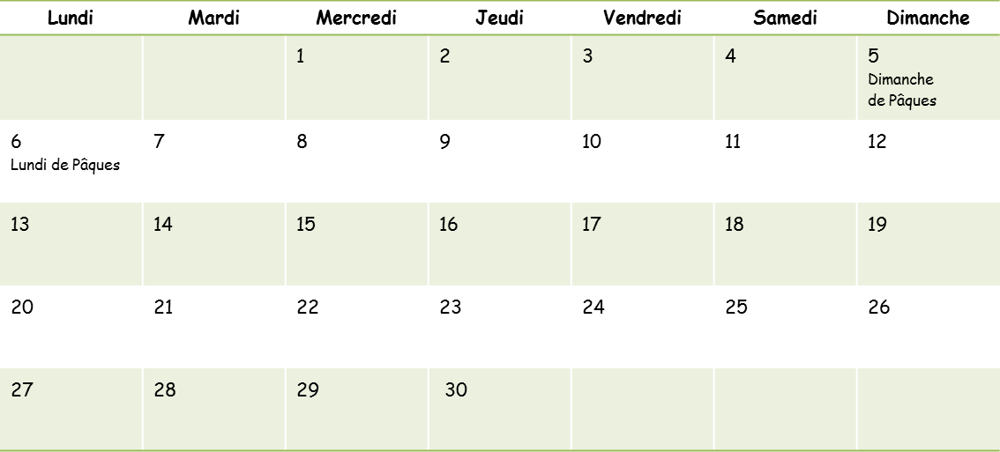 Lundi Mardi Mercredi Jeudi Vendredi Samedi Dimanche
1 2 3 4 5
Dimanche
de Pâques
6 7 8 9 10 11 12
Lundi de Pâques
13 14 15 16 17 18 19
20 21 22 23 24 25 26
27 28 29 30